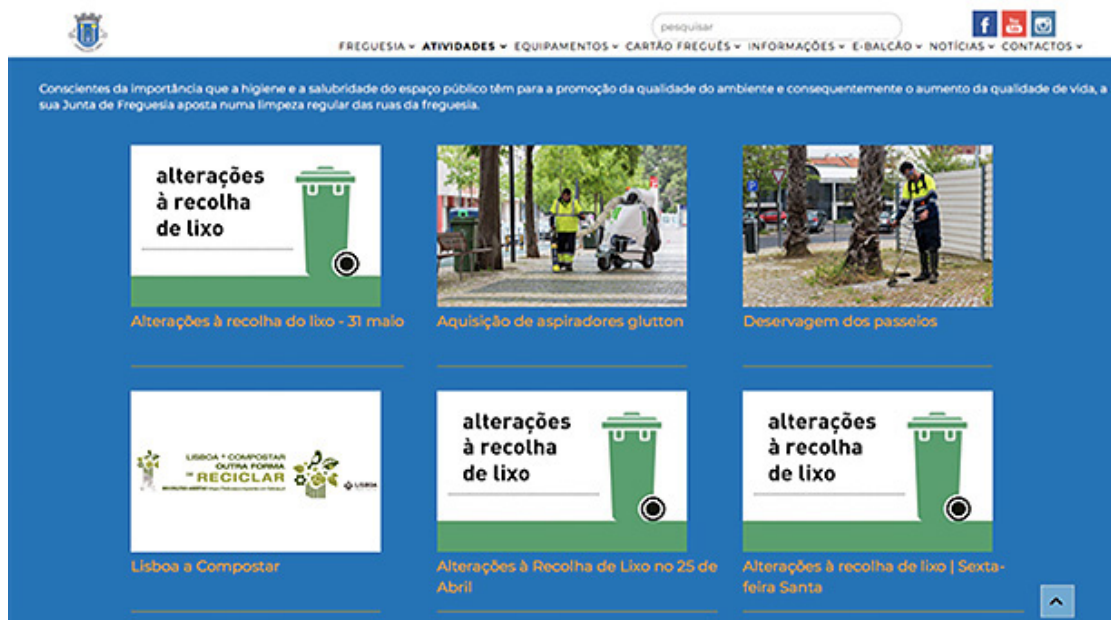 pesquisar
FREGUESIA ATIVIDADES EQUIPAMENTOS CARTÃO FREGUÊS INFORMAÇÕES E-BALCÃO NOTÍCIAS CONTACTOS
Conscientes da importância que a higiene e a salubridade do espaço público têm para a promoção da qualidade do ambiente e consequentemente o aumento da qualidade de vida, a
sua Junta de Freguesia aposta numa limpeza regular das ruas da freguesia.
alterações
à recolha
de lixo
Alterações à recolha do lixo - 31 maio
Aquisição de aspiradores glutton
Deservagem dos passeios
LISBOA A COMPOSTAR
OUTRA FORMA
DE RECICLAR
LISBOA
Lisboa a Compostar
alterações
à recolha
de lixo
Alterações à Recolha de Lixo no 25 de
Abril
alterações
à recolha
de lixo
Alterações à recolha de lixo | Sexta-
feira Santa